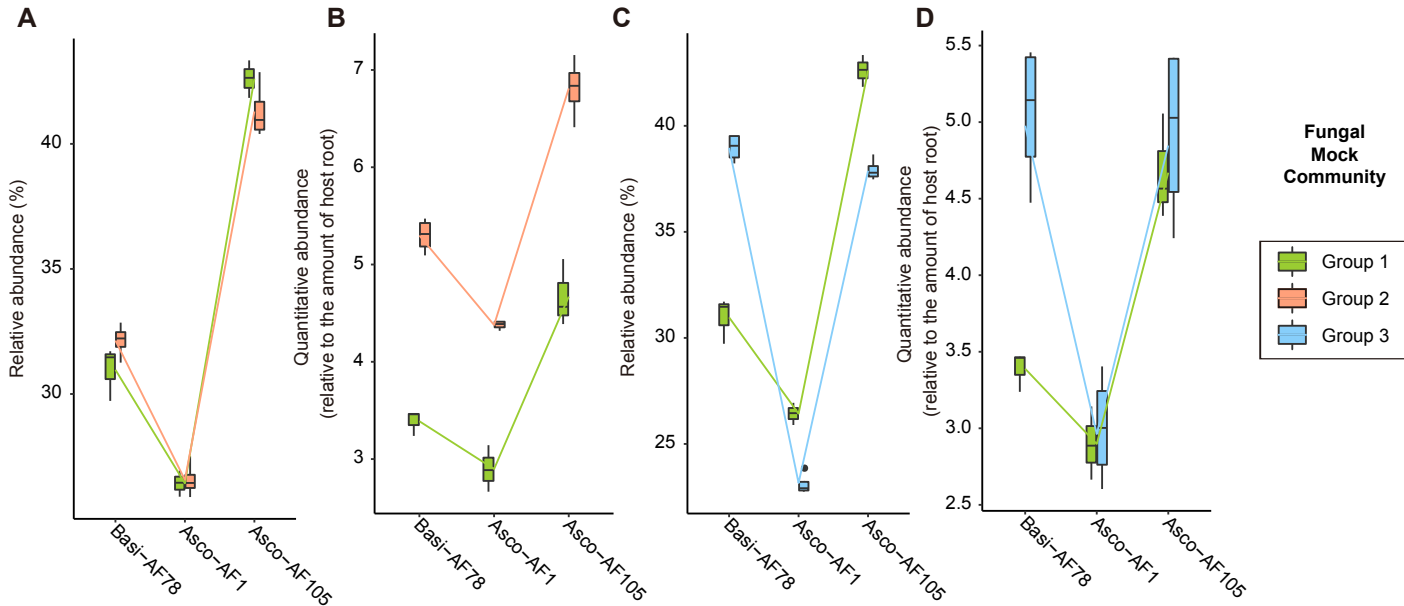 A
Relative abundance (%)
40
35
30
Basi−AF78
Asco−AF1
Asco−AF105
B
Quantitative abundance
(relative to the amount of host root)
7
6
5
4
3
Basi−AF78
Asco−AF1
Asco−AF105
C
Relative abundance (%)
40
35
30
25
Basi−AF78
Asco−AF1
Asco−AF105
D
Quantitative abundance
(relative to the amount of host root)
5.5
5.0
4.5
4.0
3.5
3.0
2.5
Basi−AF78
Asco−AF1
Asco−AF105
Fungal
Mock
Community
Group 1
Group 2
Group 3